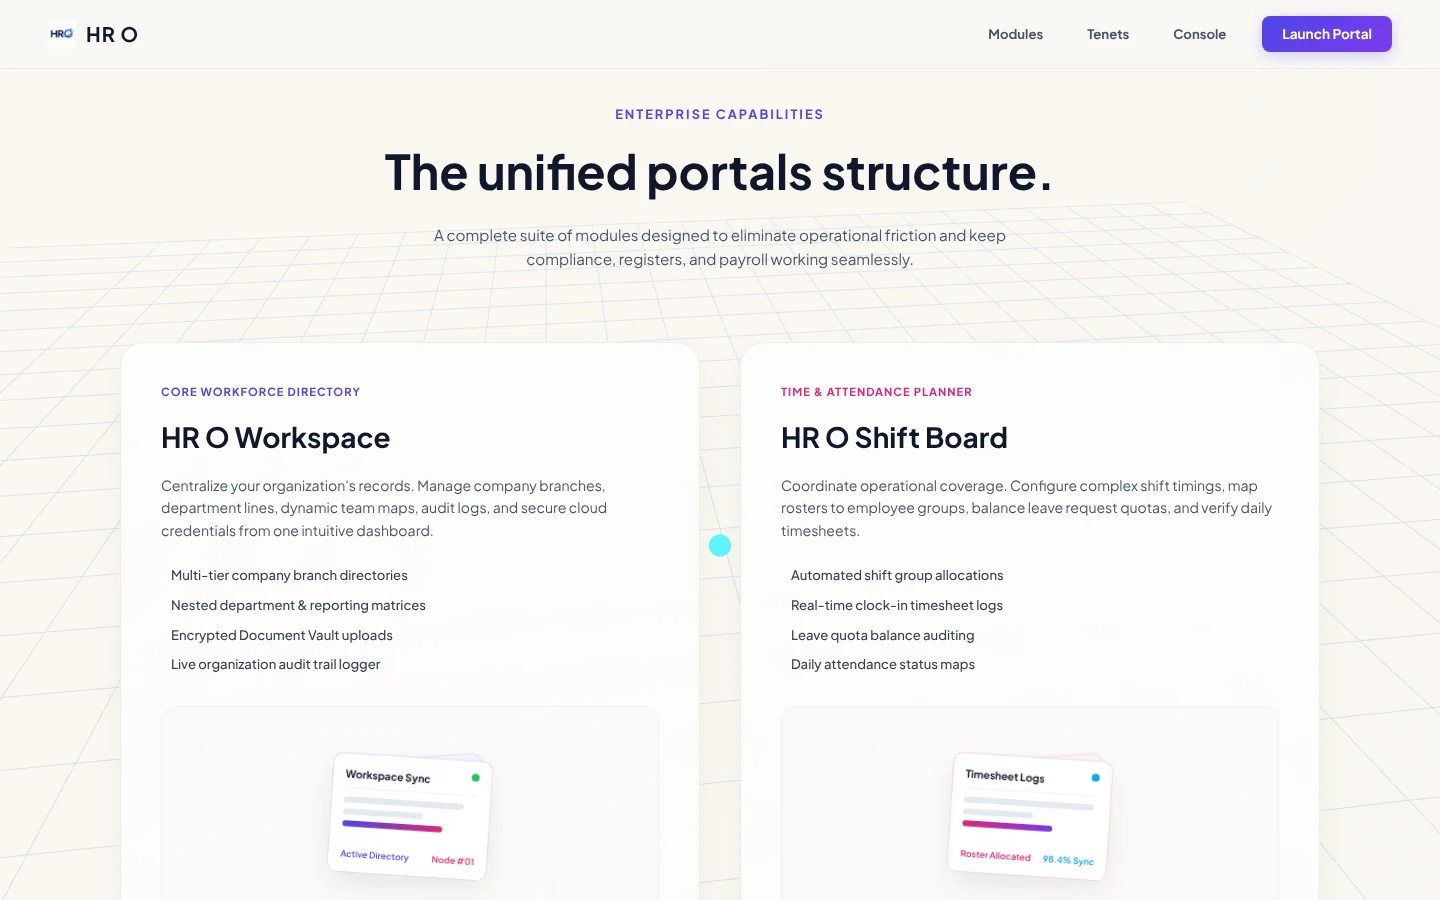 HRO HR O
Modules Tenets Console Launch Portal
ENTERPRISE CAPABILITIES
The unified portals structure.
A complete suite of modules designed to eliminate operational friction and keep
compliance, registers, and payroll working seamlessly.
CORE WORKFORCE DIRECTORY
HR O Workspace
Centralize your organization's records. Manage company branches,
department lines, dynamic team maps, audit logs, and secure cloud
credentials from one intuitive dashboard.
Multi-tier company branch directories
Nested department & reporting matrices
Encrypted Document Vault uploads
Live organization audit trail logger
Workspace Sync
Active Directory Node #01
TIME & ATTENDANCE PLANNER
HR O Shift Board
Coordinate operational coverage. Configure complex shift timings, map
rosters to employee groups, balance leave request quotas, and verify daily
timesheets.
Automated shift group allocations
Real-time clock-in timesheet logs
Leave quota balance auditing
Daily attendance status maps
Timesheet Logs
Roster Allocated 98.4% Sync